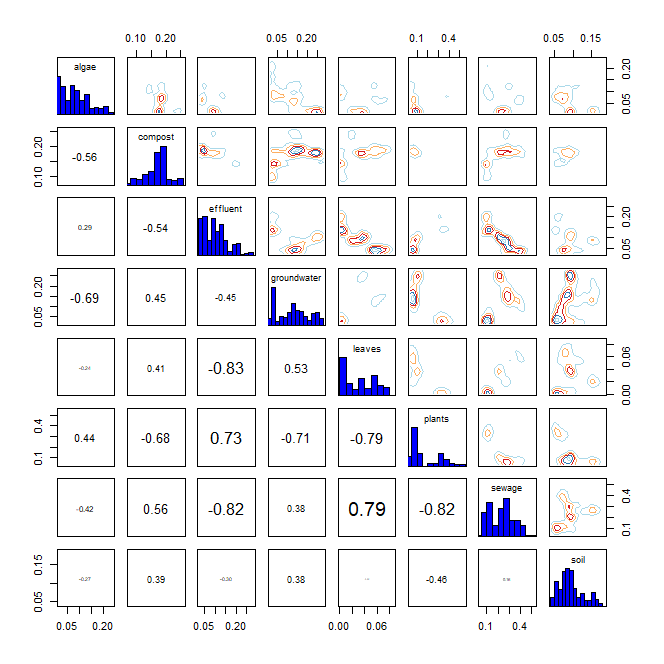 0.10 0.20 0.05 0.20 0.1 0.4 0.05 0.15
algae 0.01 0.20
0.10 0.20 -0.56 compost
0.29 -0.54 effluent 0.05 0.20
0.05 0.20 -0.69 0.45 -0.45 groundwater
-0.24 0.41 -0.83 0.53 leaves 0.00 0.06
0.1 0.4 0.44 -0.68 0.73 -0.71 -0.79 plants
-0.42 0.56 -0.82 0.38 0.79 -0.82 sewage 0.1 0.4
0.05 0.15 -0.27 0.39 -0.30 0.38 -0.46 soil
0.05 0.20 0.05 0.20 0.00 0.06 0.1 0.4